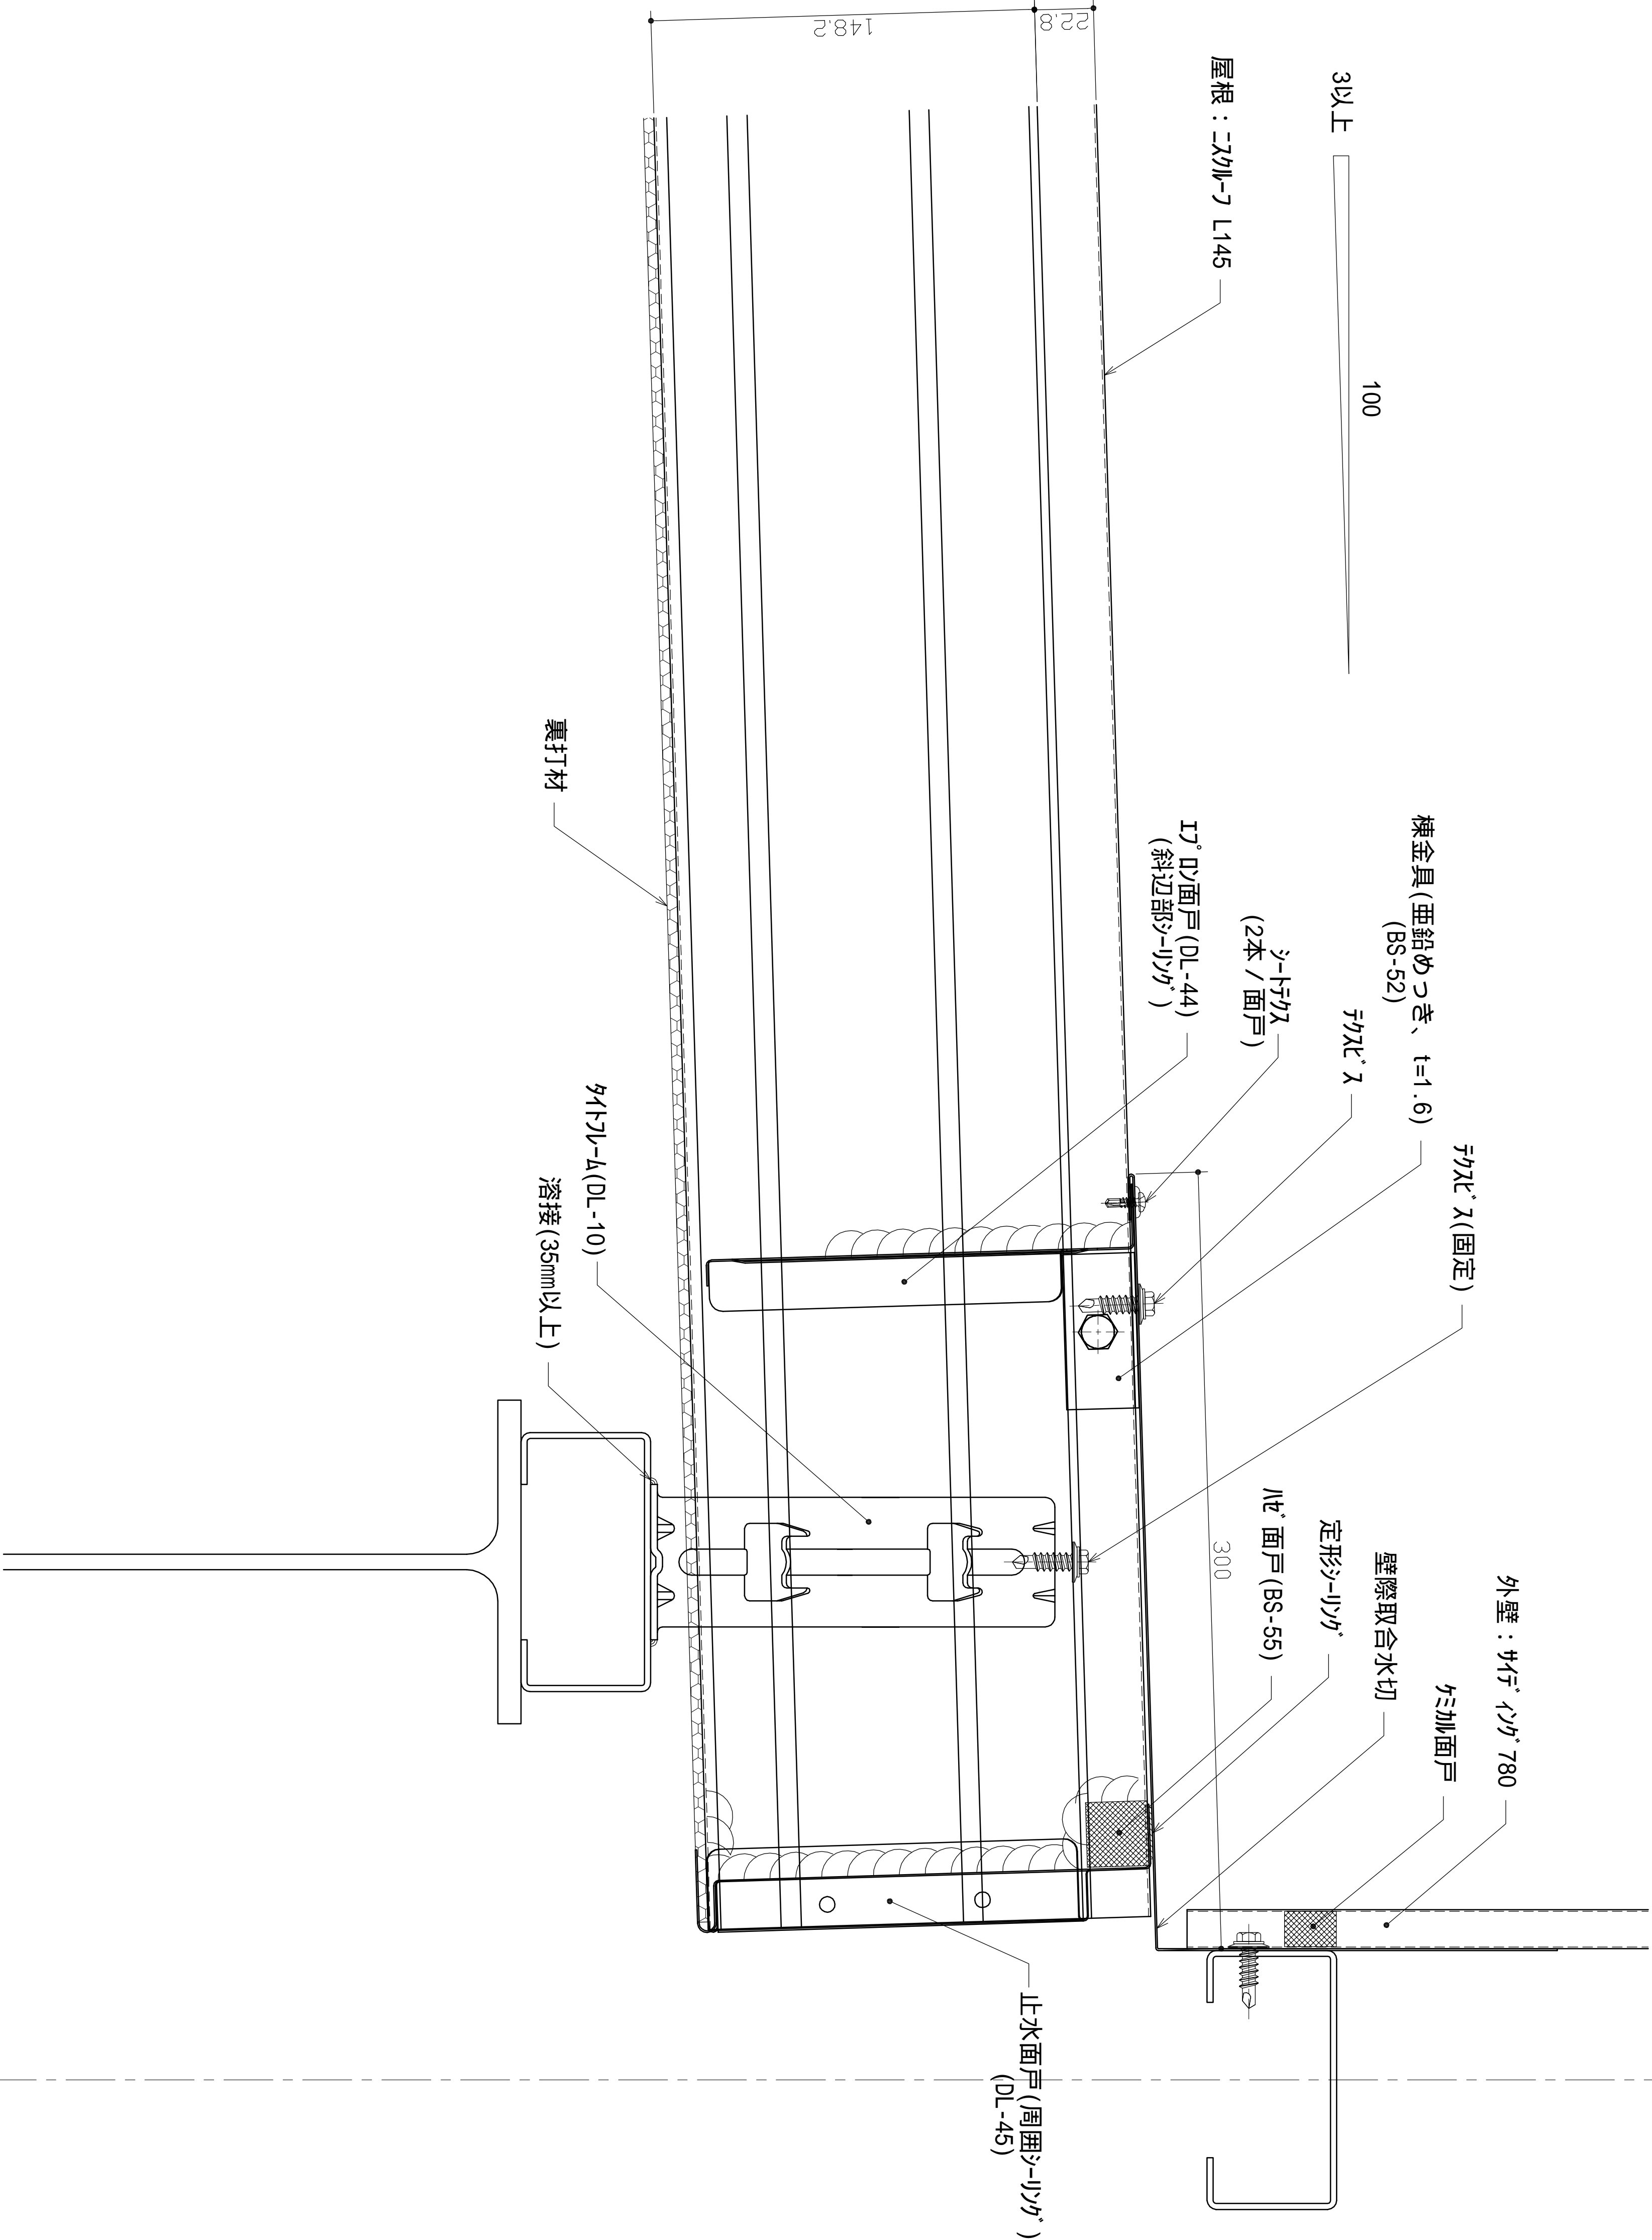 3以上
100
屋根：ﾆｽｸﾙｰﾌ L145
148.2
22.8
外壁：ｻｲﾃﾞｨﾝｸﾞ780
ｹﾐｶﾙ面戸
壁際取合水切
定形ｼｰﾘﾝｸﾞ
ﾊｾﾞ面戸(BS-55)
ﾃｸｽﾋﾞｽ(固定)
棟金具(亜鉛めっき、t=1.6)
(BS-52)
ﾃｸｽﾋﾞｽ
ｼｰﾄﾃｸｽ
(2本／面戸)
ｴﾌﾟﾛﾝ面戸(DL-44)
(斜辺部ｼｰﾘﾝｸﾞ)
300
裏打材
ﾀｲﾄﾌﾚｰﾑ(DL-10)
溶接(35mm以上)
止水面戸(周囲ｼｰﾘﾝｸﾞ)
(DL-45)